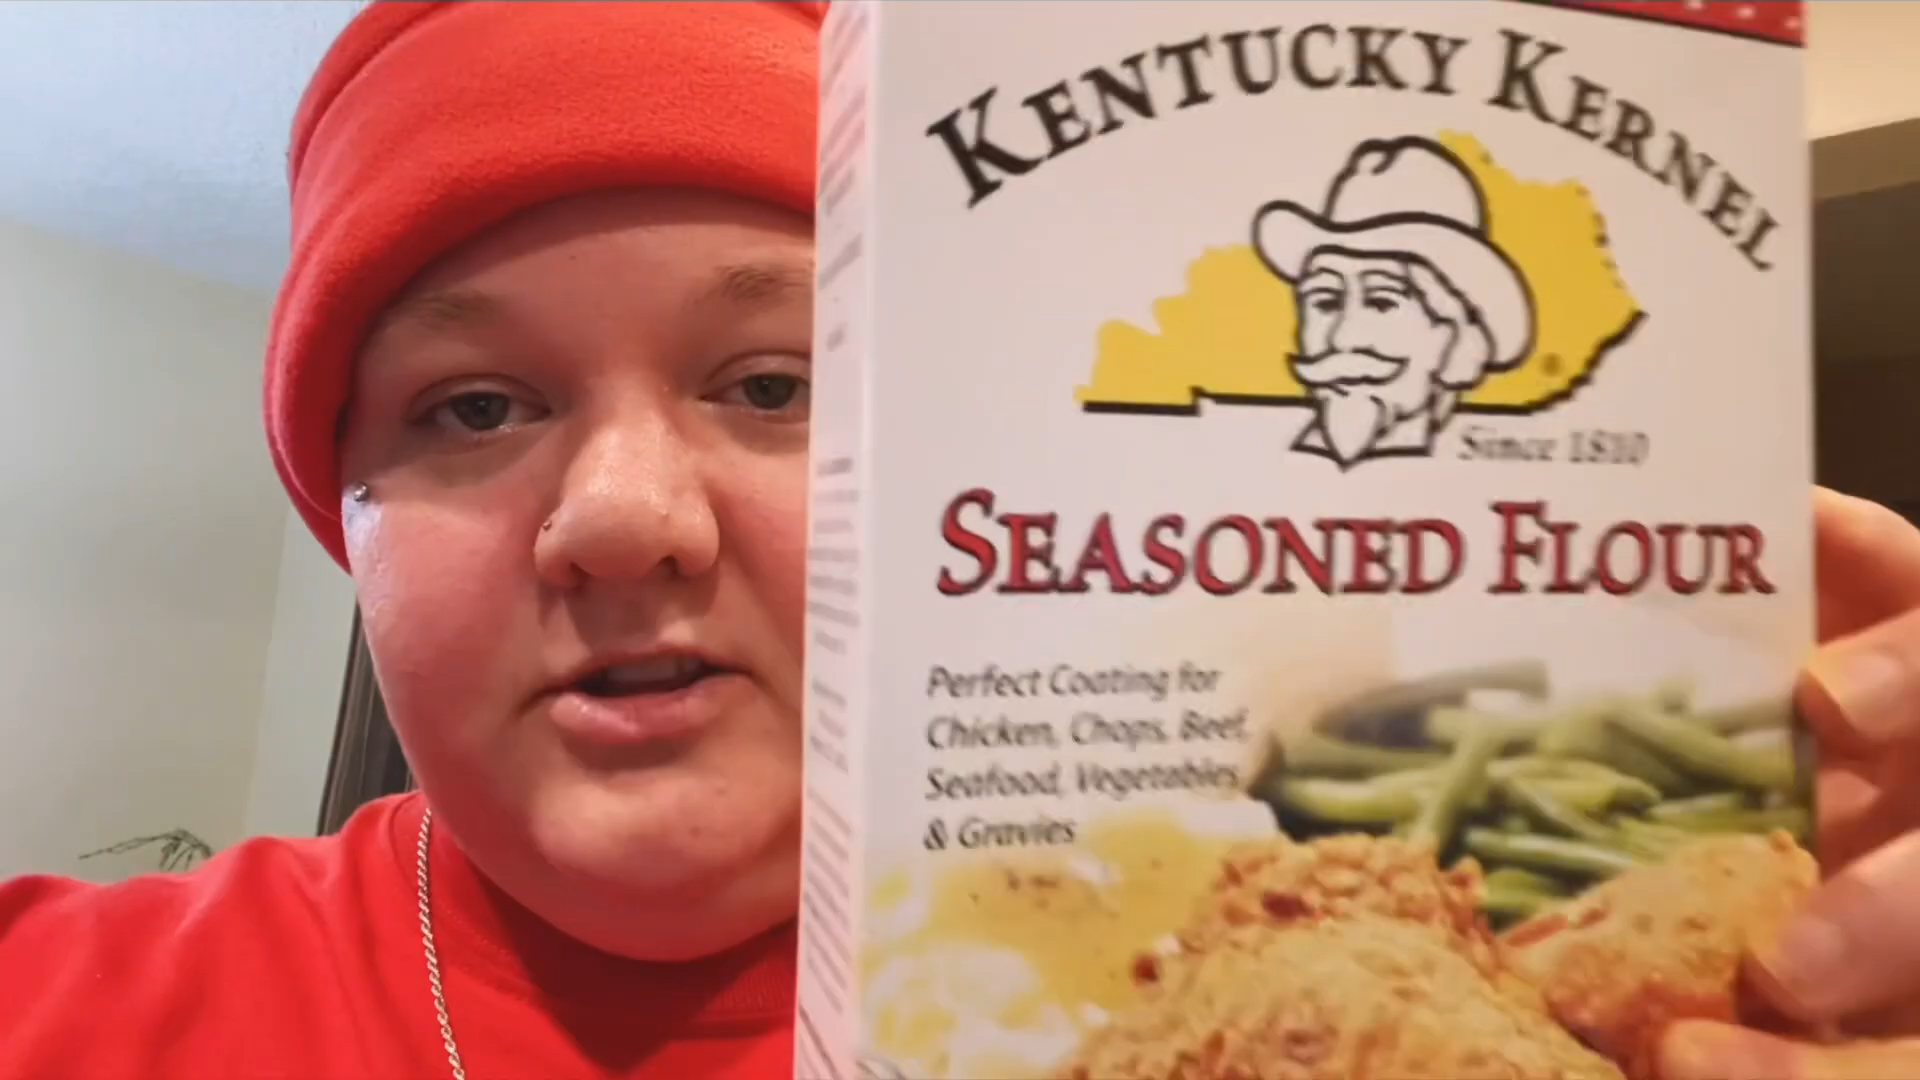 KENTUCKY KERNEL
Since 1810
SEASONED FLOUR
Perfect Coating for
Chicken, Chops, Beef,
Seafood, Vegetables
& Gravies